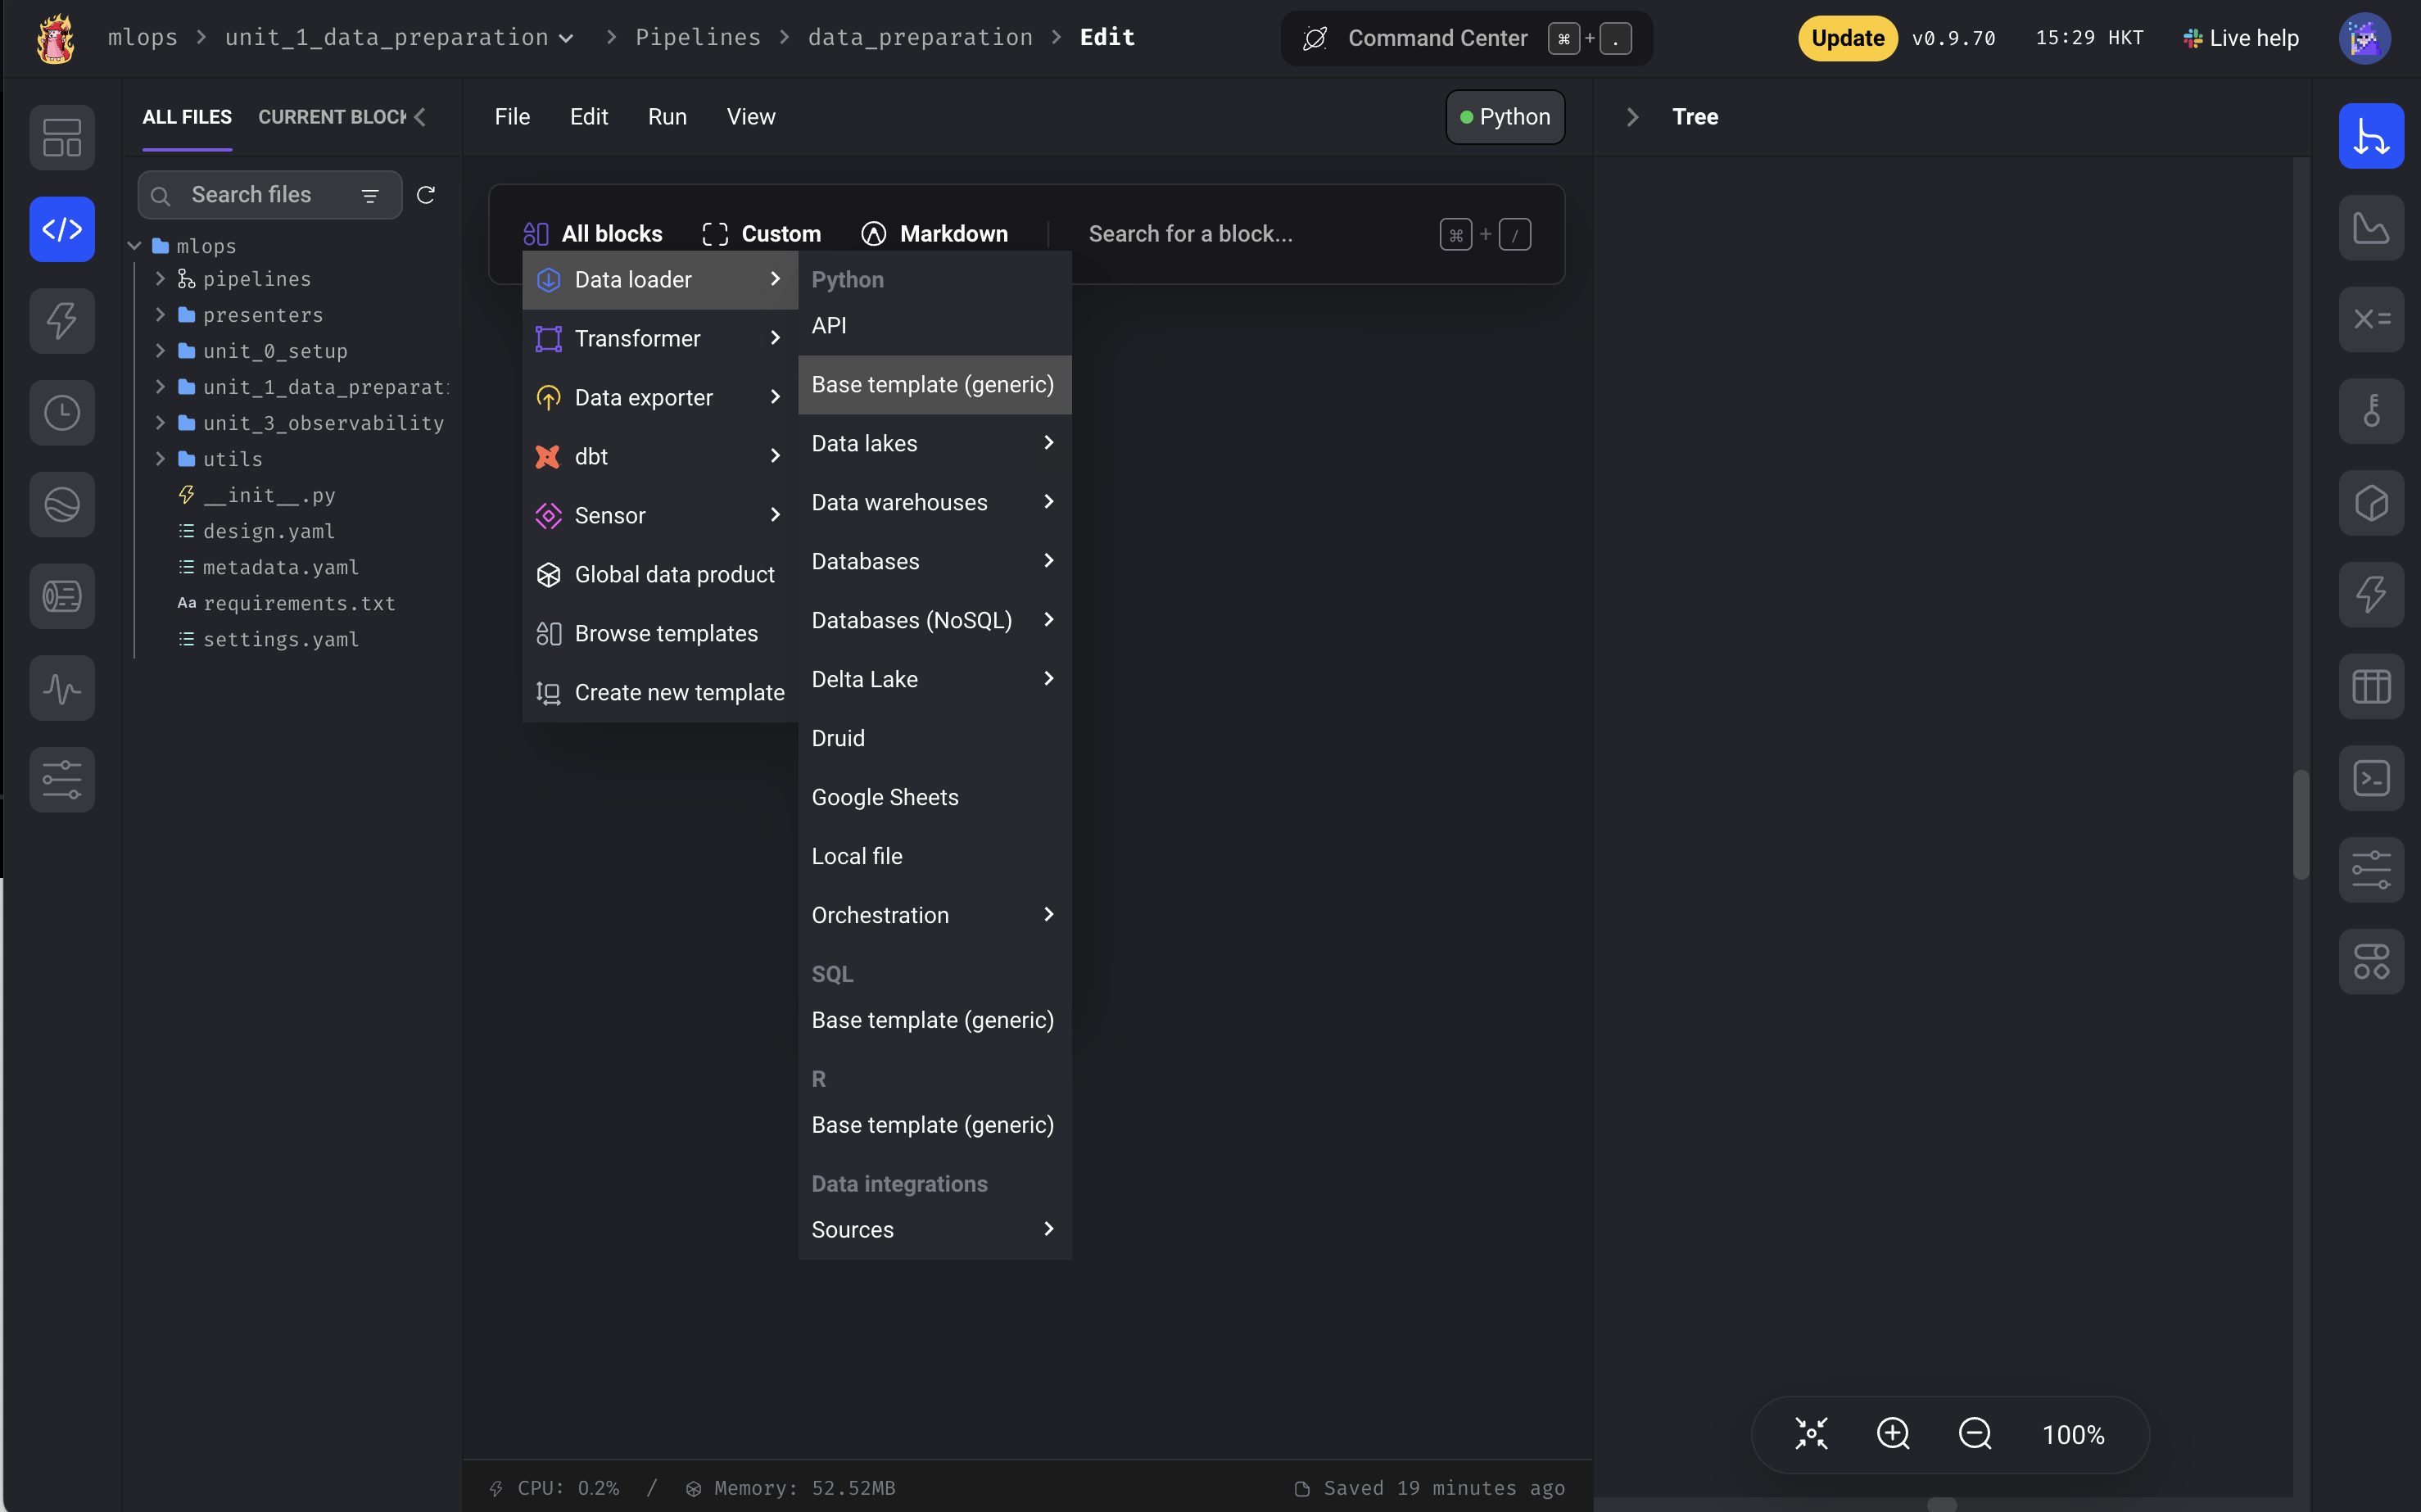 mlops > unit_1_data_preparation > Pipelines > data_preparation > Edit
Command Center ⌘ + .
Update v0.9.70 15:29 HKT Live help
ALL FILES CURRENT BLOCK
Search files
mlops
pipelines
presenters
unit_0_setup
unit_1_data_preparati
unit_3_observability
utils
__init__.py
design.yaml
metadata.yaml
Aa requirements.txt
settings.yaml
File Edit Run View
Python
All blocks Custom Markdown Search for a block... ⌘ + /
Data loader
Transformer
Data exporter
dbt
Sensor
Global data product
Browse templates
Create new template
Python
API
Base template (generic)
Data lakes
Data warehouses
Databases
Databases (NoSQL)
Delta Lake
Druid
Google Sheets
Local file
Orchestration
SQL
Base template (generic)
R
Base template (generic)
Data integrations
Sources
Tree
100%
CPU: 0.2% / Memory: 52.52MB
Saved 19 minutes ago